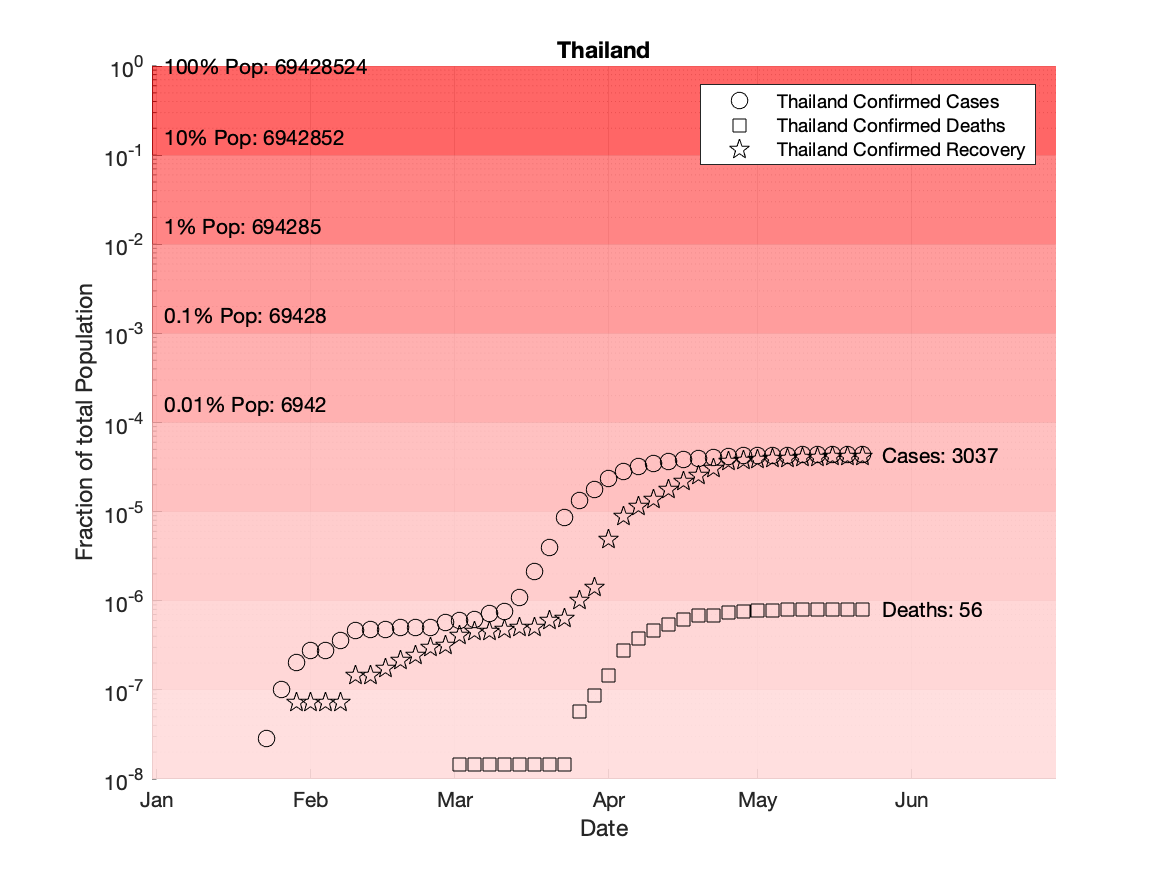 Thailand
10^0
100% Pop: 69428524
Thailand Confirmed Cases
Thailand Confirmed Deaths
Thailand Confirmed Recovery
10% Pop: 6942852
10^-1
1% Pop: 694285
10^-2
0.1% Pop: 69428
10^-3
0.01% Pop: 6942
10^-4
Cases: 3037
10^-5
10^-6
Deaths: 56
10^-7
10^-8
Fraction of total Population
Jan Feb Mar Apr May Jun
Date